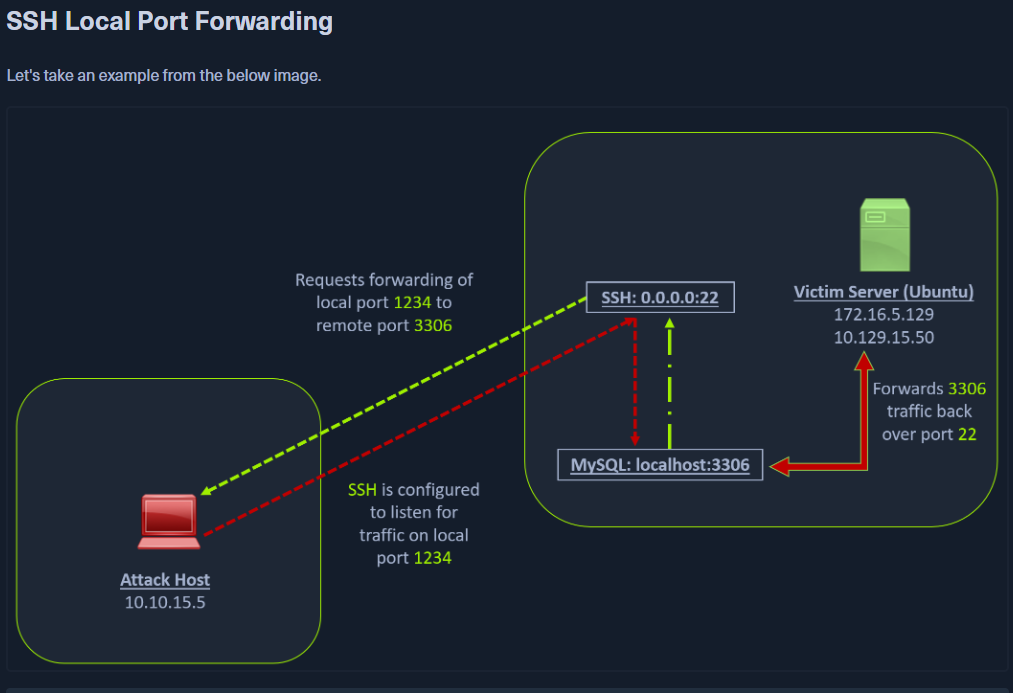 SSH Local Port Forwarding
Let's take an example from the below image.
Requests forwarding of
local port 1234 to
remote port 3306
SSH: 0.0.0.0:22
Victim Server (Ubuntu)
172.16.5.129
10.129.15.50
Forwards 3306
traffic back
over port 22
MySQL: localhost:3306
SSH is configured
to listen for
traffic on local
port 1234
Attack Host
10.10.15.5